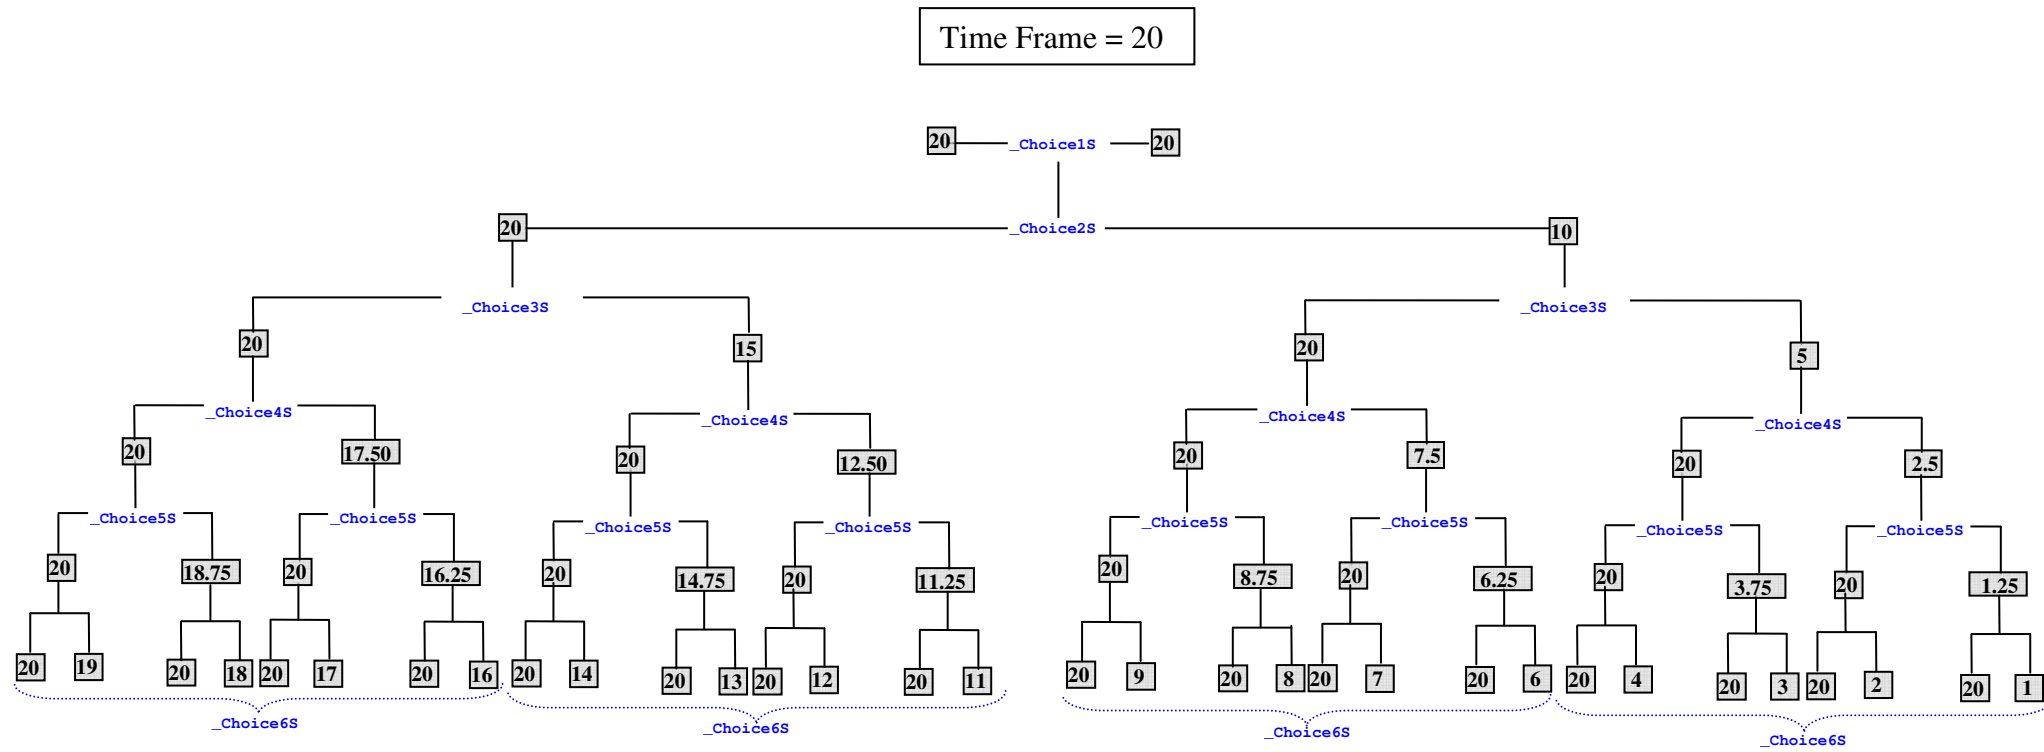 Time Frame = 20
20 _Choice1S 20
20 _Choice2S 10
_Choice3S _Choice3S
20 15 20 5
_Choice4S _Choice4S _Choice4S _Choice4S
20 17.50 20 12.50 20 7.5 20 2.5
_Choice5S _Choice5S _Choice5S _Choice5S _Choice5S _Choice5S _Choice5S _Choice5S
20 18.75 20 16.25 20 14.75 20 11.25 20 8.75 20 6.25 20 3.75 20 1.25
20 19 20 18 20 17 20 16 20 14 20 13 20 12 20 11 20 9 20 8 20 7 20 6 20 4 20 3 20 2 20 1
_Choice6S _Choice6S _Choice6S _Choice6S